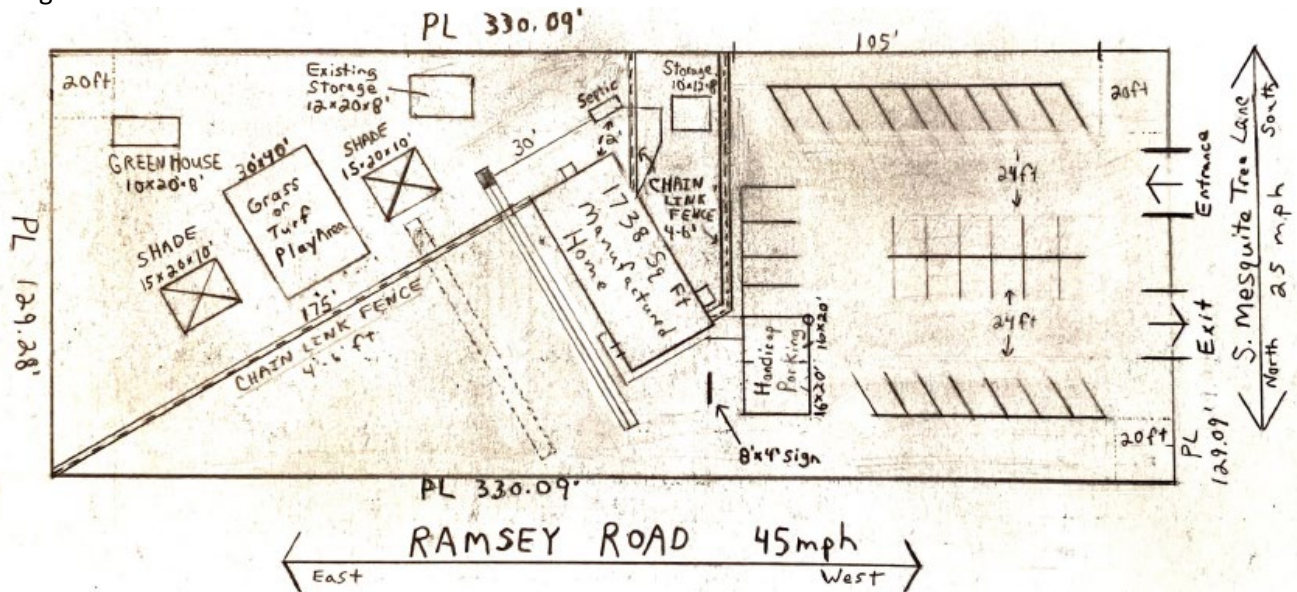 PL 330.09'
105'
20ft
Existing
Storage
12x20x8'
Septic
Storage
10x12x8
20ft
GREEN HOUSE
10x20x8'
30'x40'
Grass
or
Turf
Play Area
SHADE
15x20x10'
30'
12'
1738 Sq Ft
Manufactured
Home
CHAIN
LINK
FENCE
4-6'
24ft
Entrance
SHADE
15x20x10'
175'
CHAIN LINK FENCE
4'-6' ft
24ft
Exit
Handicap
Parking
16x20'
16x20'
8'x4' Sign
20ft
PL 129.28'
PL
129.09'
S. Mesquite Tree Lane
North 25 mph South
PL 330.09'
RAMSEY ROAD 45mph
East West